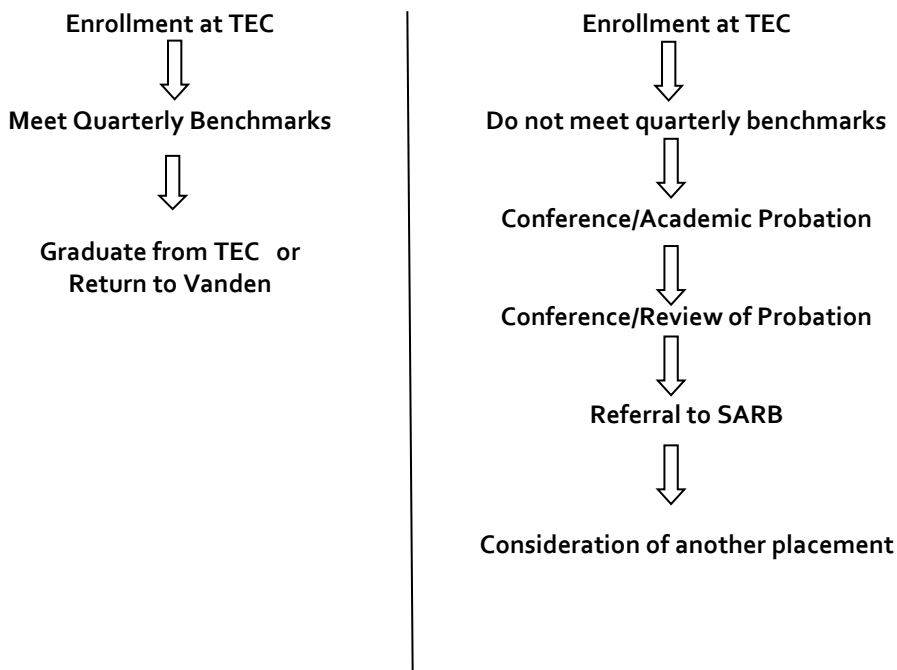 Enrollment at TEC
Meet Quarterly Benchmarks
Graduate from TEC or
Return to Vanden
Enrollment at TEC
Do not meet quarterly benchmarks
Conference/Academic Probation
Conference/Review of Probation
Referral to SARB
Consideration of another placement